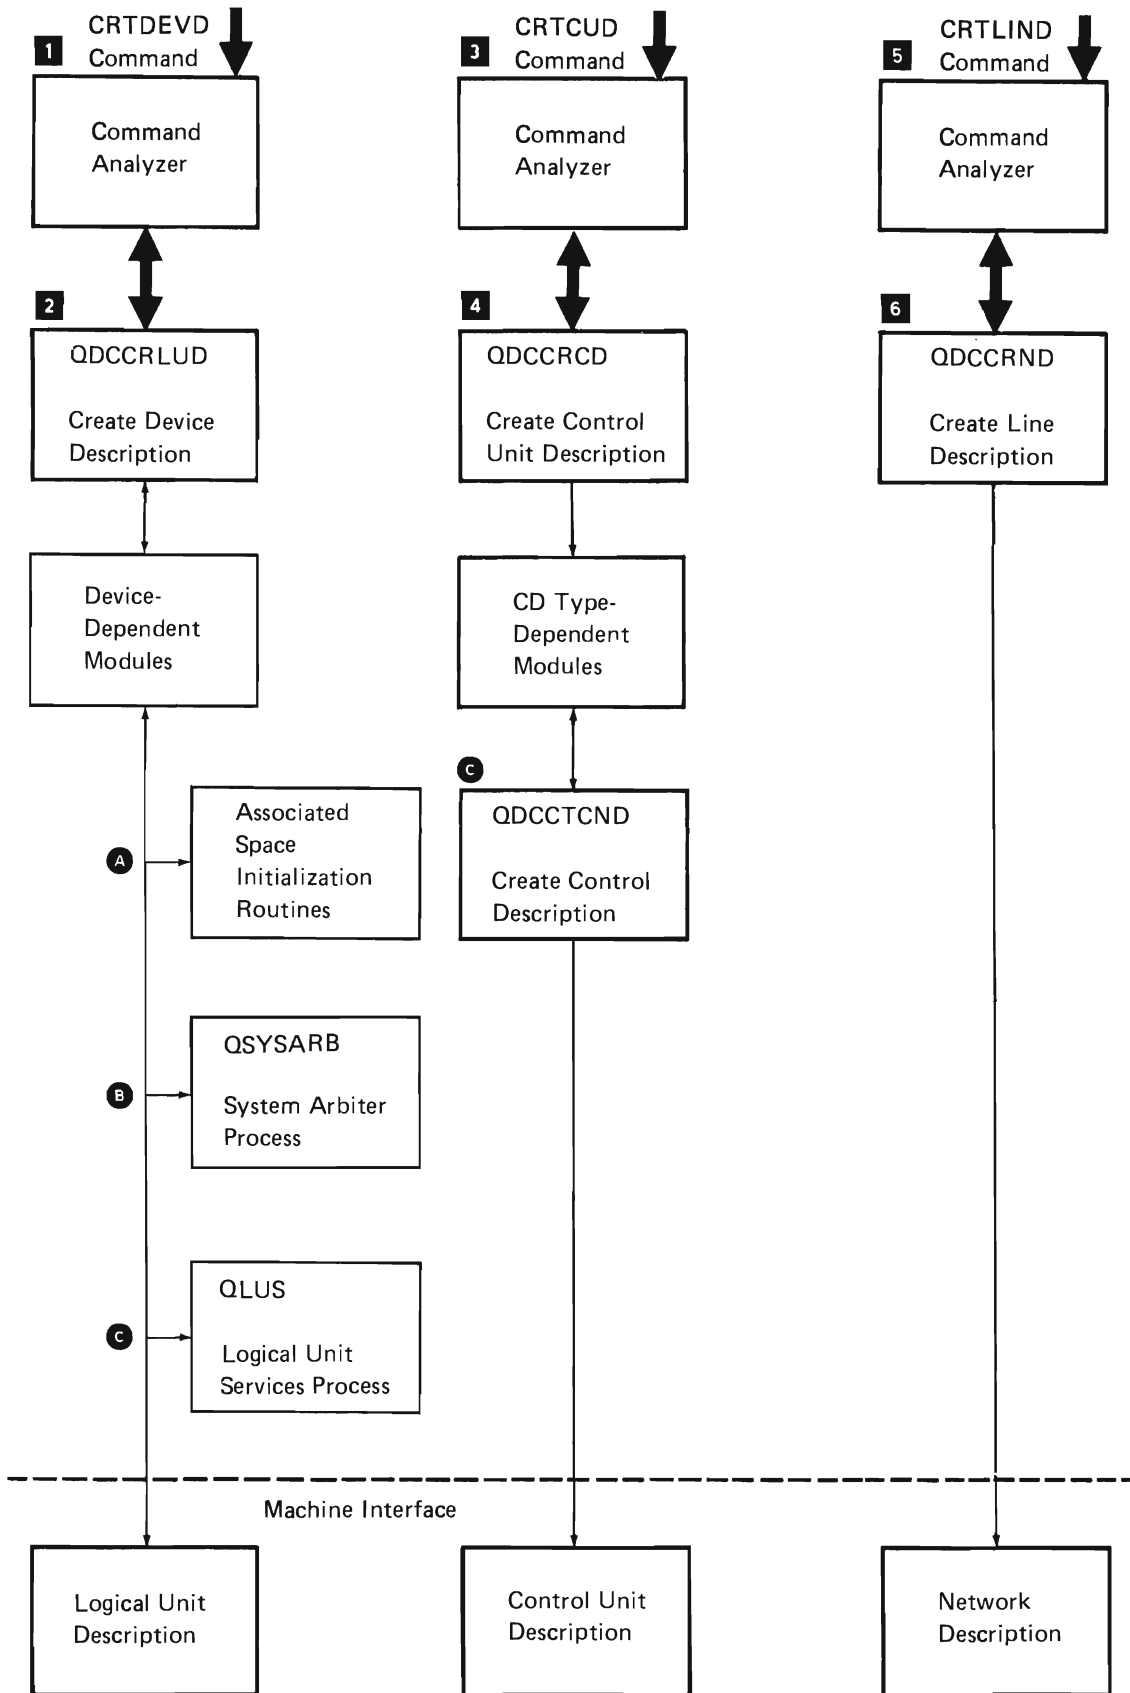 1
CRTDEVD
Command
3
CRTCUD
Command
5
CRTLIND
Command
Command
Analyzer
Command
Analyzer
Command
Analyzer
2
4
6
QDCCRLUD
Create Device
Description
QDCCRCD
Create Control
Unit Description
QDCCRND
Create Line
Description
Device-
Dependent
Modules
CD Type-
Dependent
Modules
A
Associated
Space
Initialization
Routines
C
QDCCTCND
Create Control
Description
B
QSYSARB
System Arbiter
Process
C
QLUS
Logical Unit
Services Process
Machine Interface
Logical Unit
Description
Control Unit
Description
Network
Description